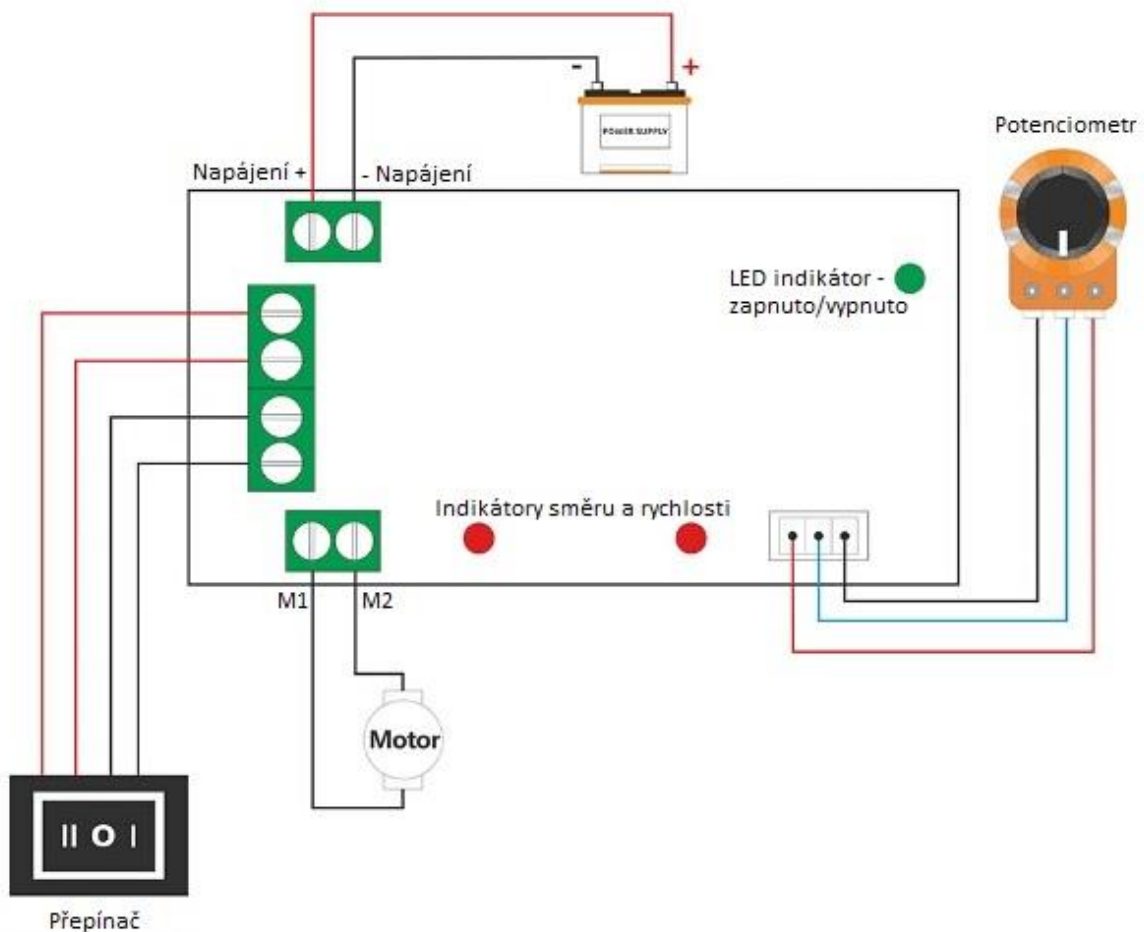 - +
POWER SUPPLY
Potenciometr
Napájení + - Napájení
LED indikátor -
zapnuto/vypnuto
Indikátory směru a rychlosti
M1 M2
Motor
II O I
Přepínač